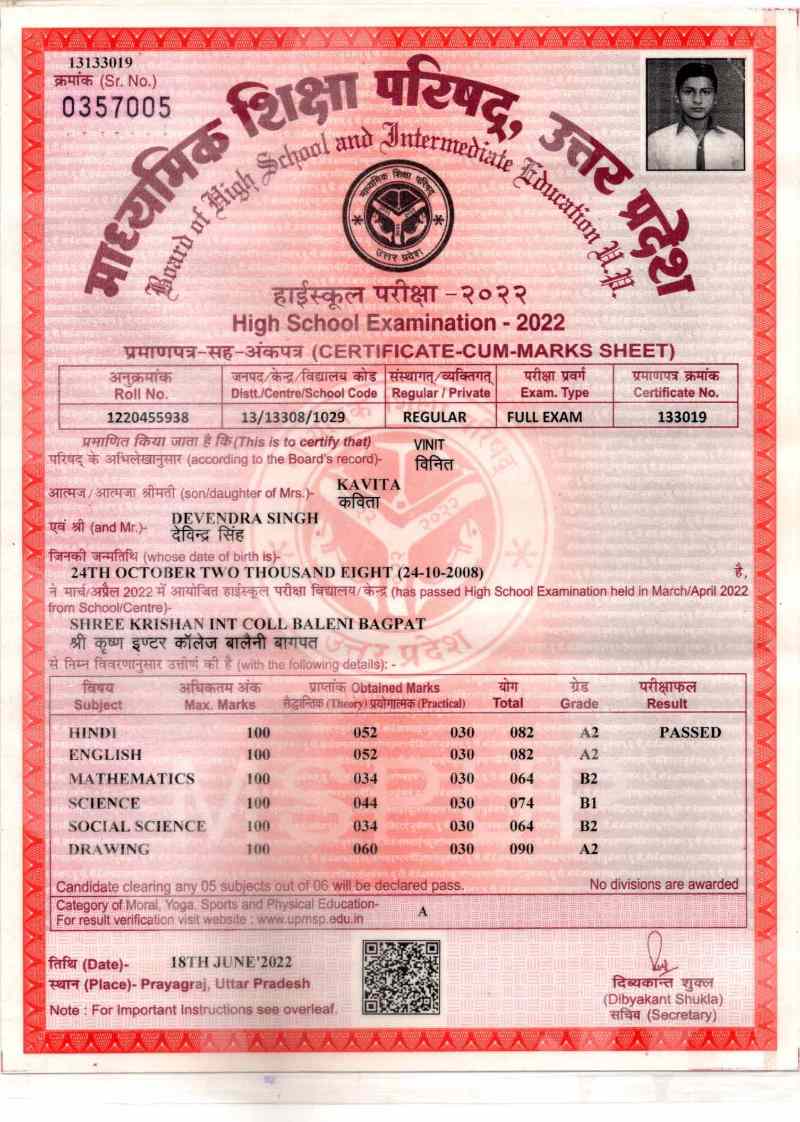 13133019
क्रमांक (Sr. No.)
0357005
माध्यमिक शिक्षा परिषद्, उत्तर प्रदेश
Board of High School and Intermediate Education U.P.
माध्यमिक शिक्षा परिषद्
उत्तर प्रदेश
हाईस्कूल परीक्षा -२०२२
High School Examination - 2022
प्रमाणपत्र-सह-अंकपत्र (CERTIFICATE-CUM-MARKS SHEET)
अनुक्रमांक जनपद/केन्द्र/विद्यालय कोड संस्थागत्/व्यक्तिगत् परीक्षा प्रवर्ग प्रमाणपत्र क्रमांक
Roll No. Distt./Centre/School Code Regular / Private Exam. Type Certificate No.
1220455938 13/13308/1029 REGULAR FULL EXAM 133019
प्रमाणित किया जाता है कि (This is to certify that) VINIT
परिषद् के अभिलेखानुसार (according to the Board's record)- विनित
आत्मज/आत्मजा श्रीमती (son/daughter of Mrs.)- KAVITA
कविता
एवं श्री (and Mr.)- DEVENDRA SINGH
देविन्द्र सिंह
जिनकी जन्मतिथि (whose date of birth is)-
24TH OCTOBER TWO THOUSAND EIGHT (24-10-2008) है,
ने मार्च/अप्रैल 2022 में आयोजित हाईस्कूल परीक्षा विद्यालय/केन्द्र (has passed High School Examination held in March/April 2022
from School/Centre)-
SHREE KRISHAN INT COLL BALENI BAGPAT
श्री कृष्ण इण्टर कॉलेज बालैनी बागपत
से निम्न विवरणानुसार उत्तीर्ण की है (with the following details): -
विषय अधिकतम अंक प्राप्तांक Obtained Marks योग ग्रेड परीक्षाफल
Subject Max. Marks सैद्धान्तिक (Theory) प्रयोगात्मक (Practical) Total Grade Result
HINDI 100 052 030 082 A2 PASSED
ENGLISH 100 052 030 082 A2
MATHEMATICS 100 034 030 064 B2
SCIENCE 100 044 030 074 B1
SOCIAL SCIENCE 100 034 030 064 B2
DRAWING 100 060 030 090 A2
Candidate clearing any 05 subjects out of 06 will be declared pass. No divisions are awarded
Category of Moral, Yoga, Sports and Physical Education- A
For result verification visit website : www.upmsp.edu.in
तिथि (Date)- 18TH JUNE'2022
स्थान (Place)- Prayagraj, Uttar Pradesh
Note : For Important Instructions see overleaf.
दिब्यकान्त शुक्ल
(Dibyakant Shukla)
सचिव (Secretary)